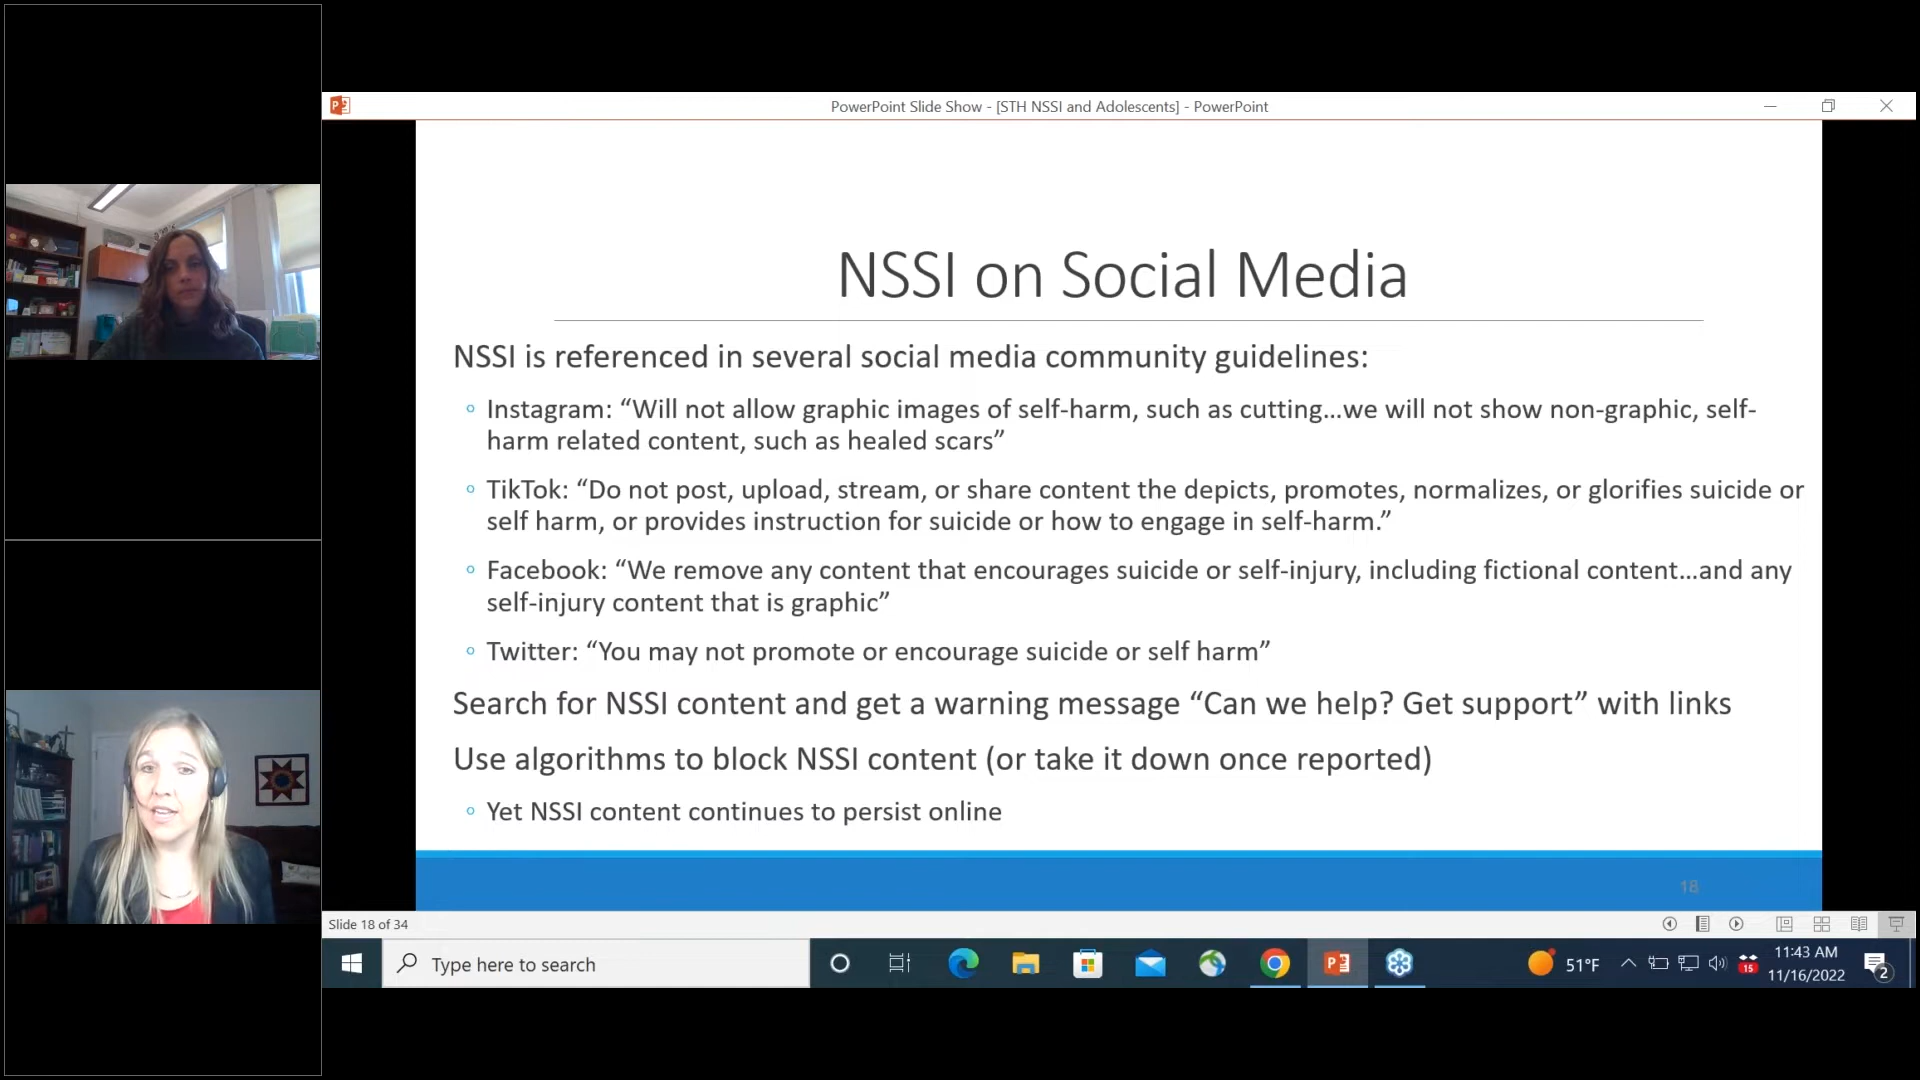 PowerPoint Slide Show - [STH NSSI and Adolescents] - PowerPoint
NSSI on Social Media
NSSI is referenced in several social media community guidelines:
Instagram: “Will not allow graphic images of self-harm, such as cutting…we will not show non-graphic, self-
harm related content, such as healed scars”
TikTok: “Do not post, upload, stream, or share content the depicts, promotes, normalizes, or glorifies suicide or
self harm, or provides instruction for suicide or how to engage in self-harm.”
Facebook: “We remove any content that encourages suicide or self-injury, including fictional content…and any
self-injury content that is graphic”
Twitter: “You may not promote or encourage suicide or self harm”
Search for NSSI content and get a warning message “Can we help? Get support” with links
Use algorithms to block NSSI content (or take it down once reported)
Yet NSSI content continues to persist online
18
Slide 18 of 34
Type here to search
51°F
15
11:43 AM
11/16/2022
2